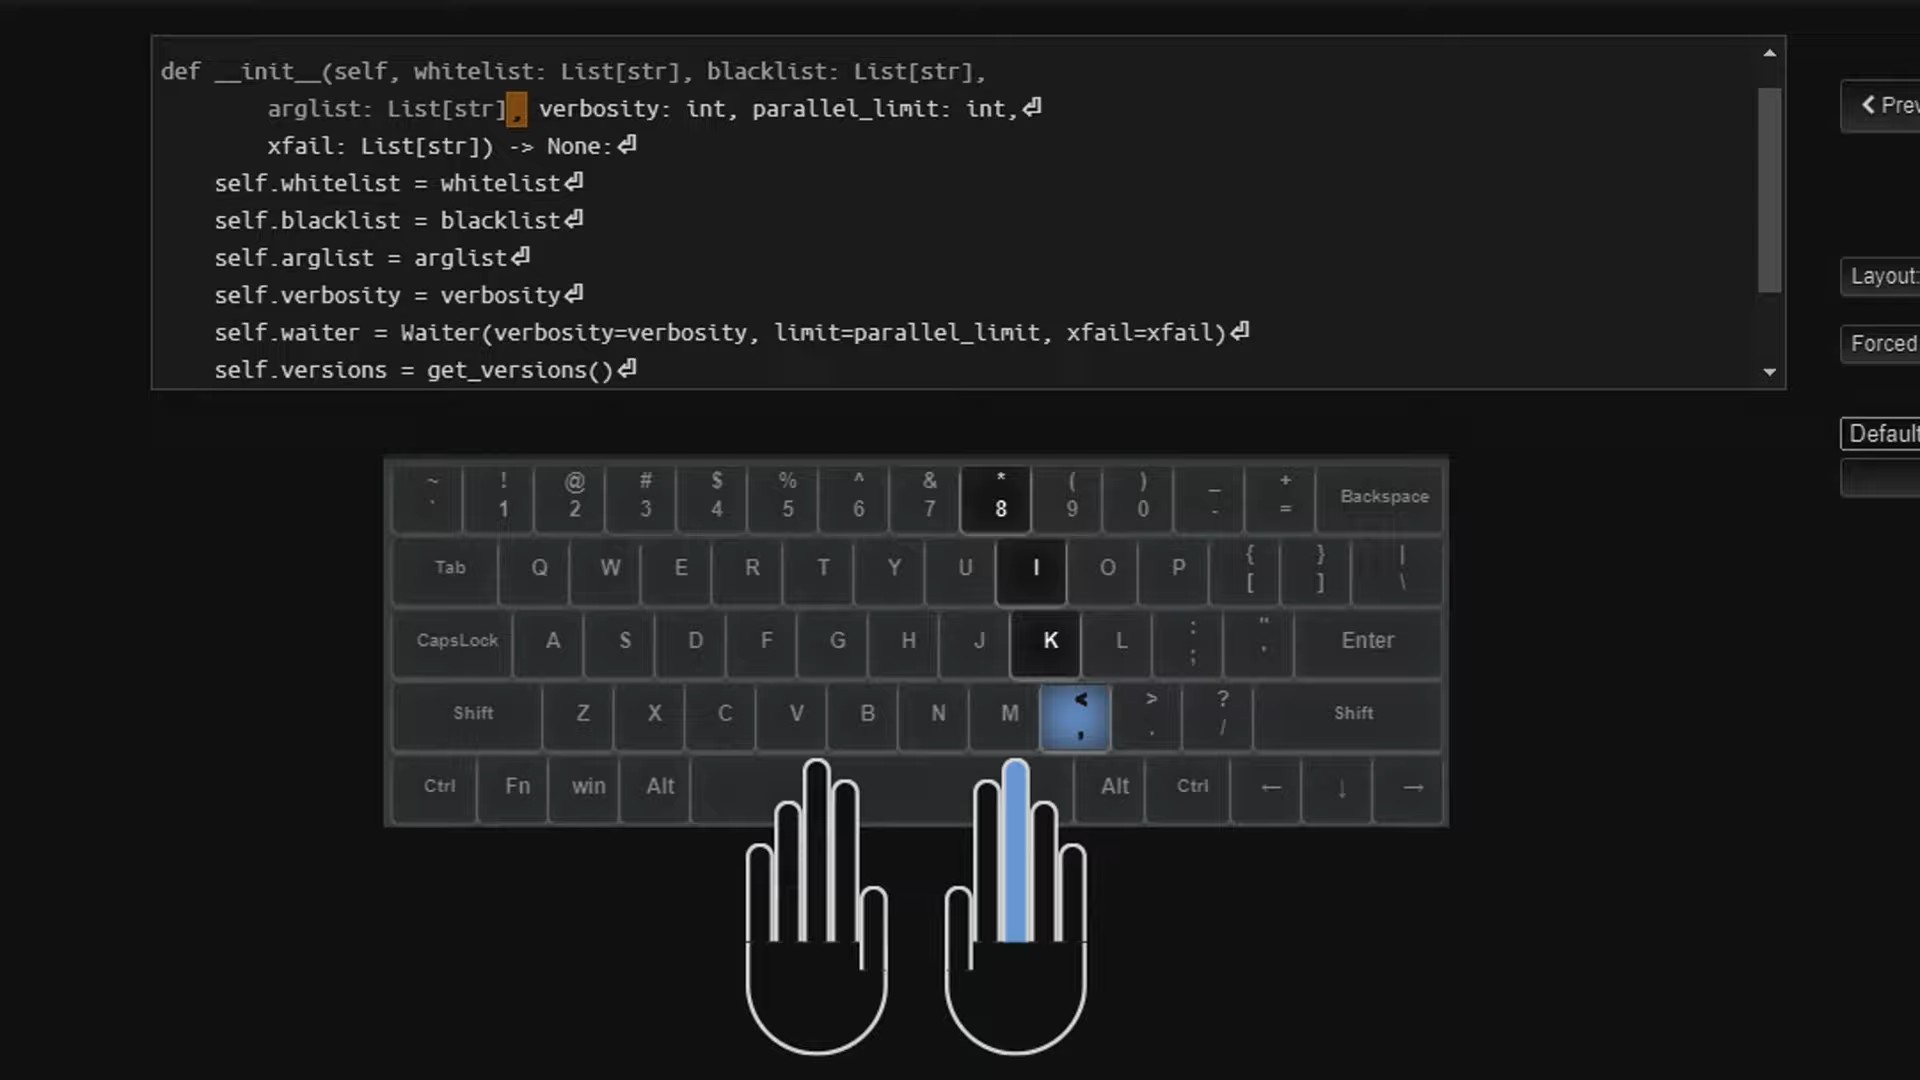 def __init__(self, whitelist: List[str], blacklist: List[str],
arglist: List[str], verbosity: int, parallel_limit: int,⏎
xfail: List[str]) -> None:⏎
self.whitelist = whitelist⏎
self.blacklist = blacklist⏎
self.arglist = arglist⏎
self.verbosity = verbosity⏎
self.waiter = Waiter(verbosity=verbosity, limit=parallel_limit, xfail=xfail)⏎
self.versions = get_versions()⏎
Prev
Layout:
Forced
Default
~ ! @ # $ % ^ & * ( ) _ +
` 1 2 3 4 5 6 7 8 9 0 - = Backspace
Tab Q W E R T Y U I O P { [ } ] | \
CapsLock A S D F G H J K L : ; " ' Enter
Shift Z X C V B N M < , > . ? / Shift
Ctrl Fn win Alt Alt Ctrl ← ↓ →